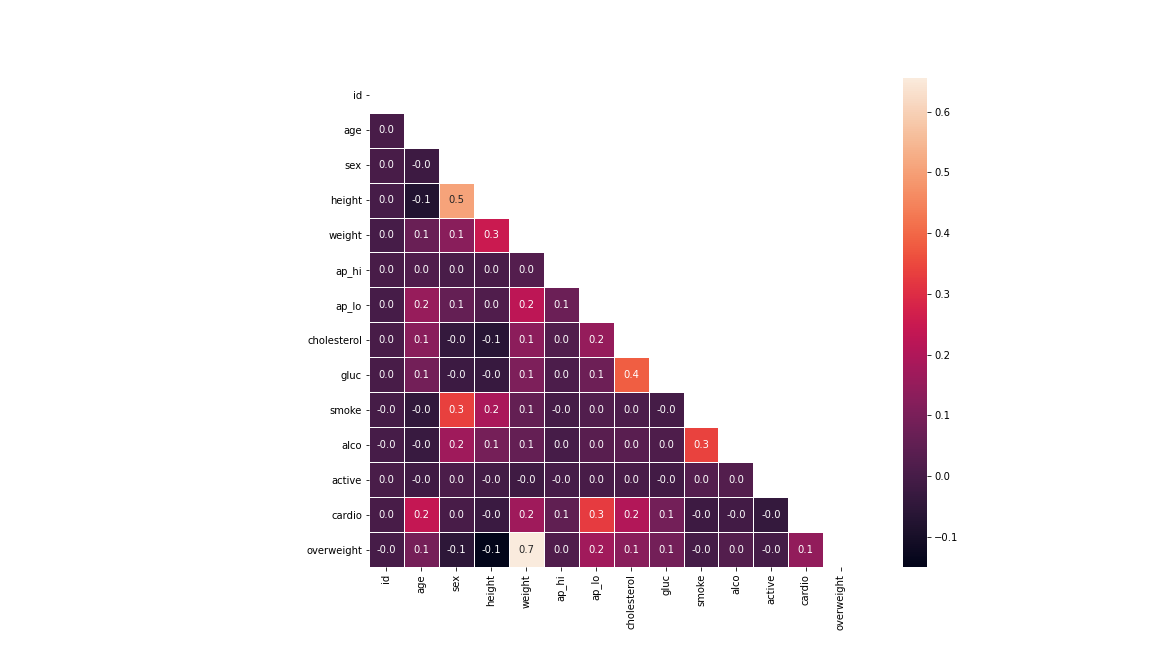 id
age 0.0
sex 0.0 -0.0
height 0.0 -0.1 0.5
weight 0.0 0.1 0.1 0.3
ap_hi 0.0 0.0 0.0 0.0 0.0
ap_lo 0.0 0.2 0.1 0.0 0.2 0.1
cholesterol 0.0 0.1 -0.0 -0.1 0.1 0.0 0.2
gluc 0.0 0.1 -0.0 -0.0 0.1 0.0 0.1 0.4
smoke -0.0 -0.0 0.3 0.2 0.1 -0.0 0.0 0.0 -0.0
alco -0.0 -0.0 0.2 0.1 0.1 0.0 0.0 0.0 0.0 0.3
active 0.0 -0.0 0.0 -0.0 -0.0 -0.0 0.0 0.0 -0.0 0.0 0.0
cardio 0.0 0.2 0.0 -0.0 0.2 0.1 0.3 0.2 0.1 -0.0 -0.0 -0.0
overweight -0.0 0.1 -0.1 -0.1 0.7 0.0 0.2 0.1 0.1 -0.0 0.0 -0.0 0.1
id age sex height weight ap_hi ap_lo cholesterol gluc smoke alco active cardio overweight
0.6
0.5
0.4
0.3
0.2
0.1
0.0
−0.1